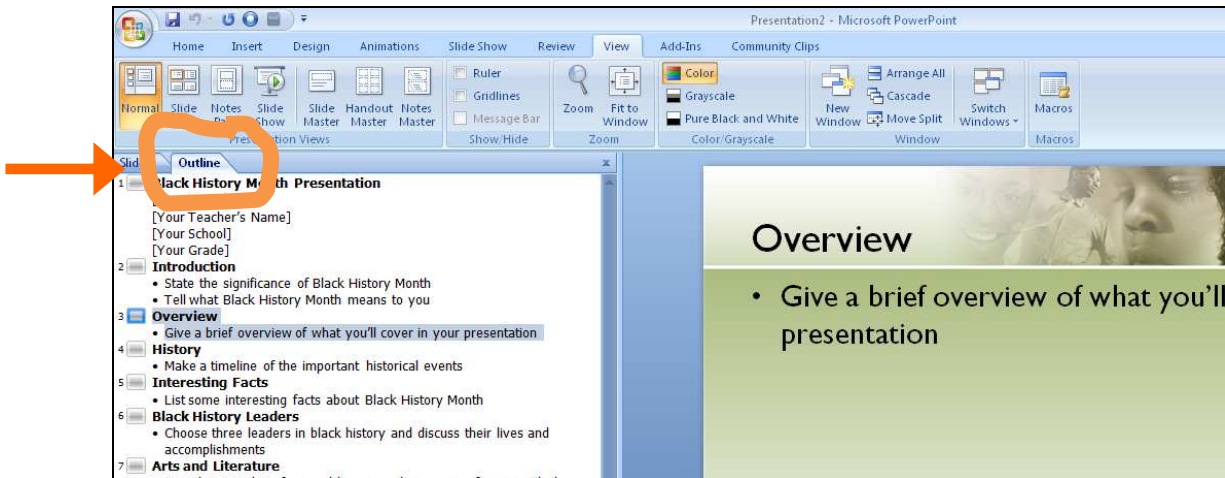 Presentation2 - Microsoft PowerPoint
Home Insert Design Animations Slide Show Review View Add-Ins Community Clips
Normal Slide Notes Slide Show Slide Master Handout Master Notes Master
Presentation Views
Ruler
Gridlines
Message Bar
Show/Hide
Zoom Fit to Window
Zoom
Color
Grayscale
Pure Black and White
Color/Grayscale
New Window
Arrange All
Cascade
Move Split
Switch Windows
Window
Macros
Macros
Outline
1 Black History Month Presentation
[Your Teacher's Name]
[Your School]
[Your Grade]
2 Introduction
• State the significance of Black History Month
• Tell what Black History Month means to you
3 Overview
• Give a brief overview of what you'll cover in your presentation
4 History
• Make a timeline of the important historical events
5 Interesting Facts
• List some interesting facts about Black History Month
6 Black History Leaders
• Choose three leaders in black history and discuss their lives and
accomplishments
7 Arts and Literature
Overview
• Give a brief overview of what you'll
presentation